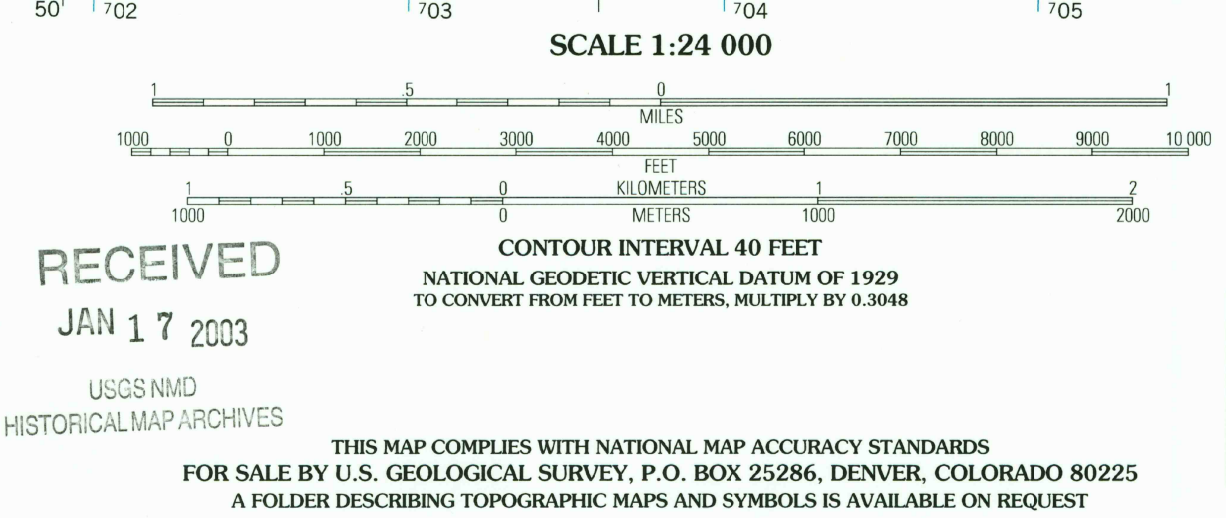 50' 702 703 704 705
SCALE 1:24 000
1 .5 0 1
MILES
1000 0 1000 2000 3000 4000 5000 6000 7000 8000 9000 10 000
FEET
1 .5 0 KILOMETERS 1 2
1000 0 METERS 1000 2000
CONTOUR INTERVAL 40 FEET
NATIONAL GEODETIC VERTICAL DATUM OF 1929
TO CONVERT FROM FEET TO METERS, MULTIPLY BY 0.3048
RECEIVED
JAN 17 2003
USGS NMD
HISTORICAL MAP ARCHIVES
THIS MAP COMPLIES WITH NATIONAL MAP ACCURACY STANDARDS
FOR SALE BY U.S. GEOLOGICAL SURVEY, P.O. BOX 25286, DENVER, COLORADO 80225
A FOLDER DESCRIBING TOPOGRAPHIC MAPS AND SYMBOLS IS AVAILABLE ON REQUEST